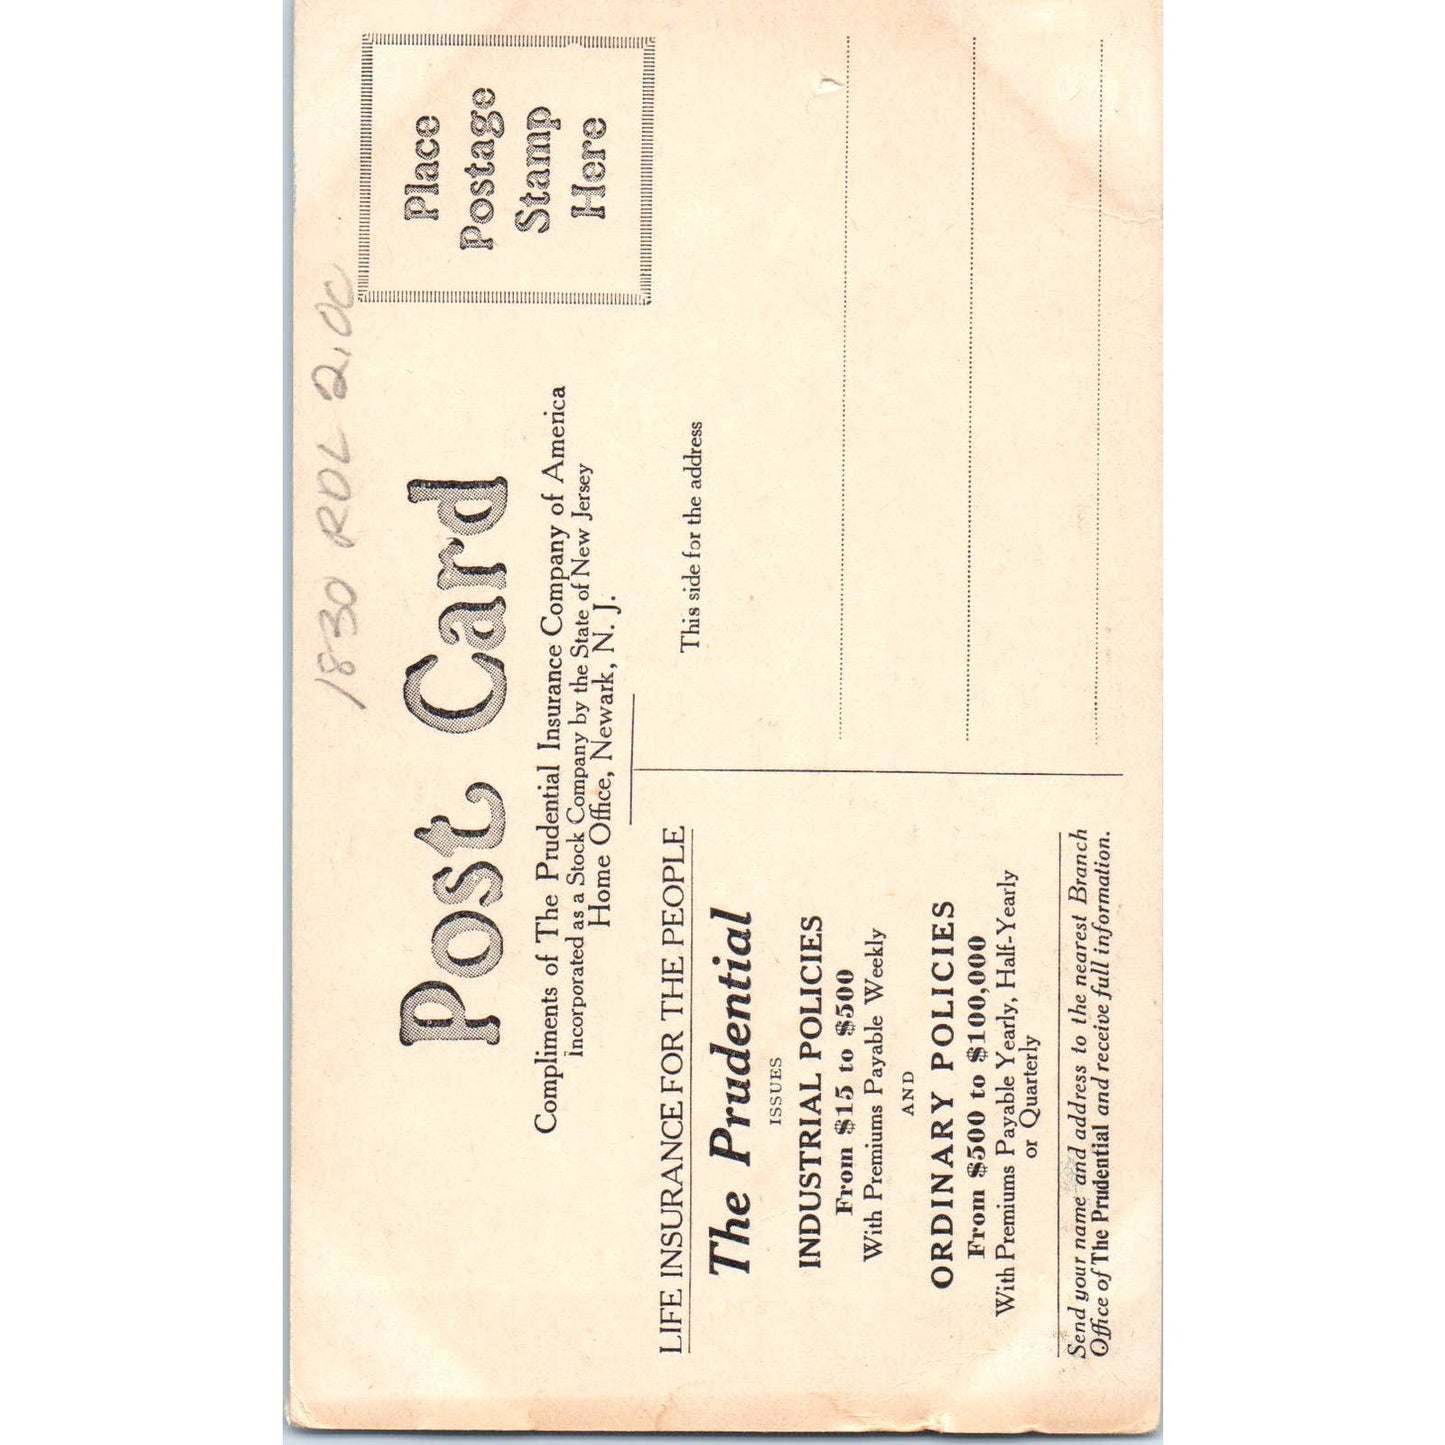 1830 RDL 2.00
Post Card
Place
Postage
Stamp
Here
Compliments of The Prudential Insurance Company of America
Incorporated as a Stock Company by the State of New Jersey
Home Office, Newark, N. J.
LIFE INSURANCE FOR THE PEOPLE
The Prudential
ISSUES
INDUSTRIAL POLICIES
From $15 to $500
With Premiums Payable Weekly
AND
ORDINARY POLICIES
From $500 to $100,000
With Premiums Payable Yearly, Half-Yearly
or Quarterly
Send your name and address to the nearest Branch
Office of The Prudential and receive full information.
This side for the address